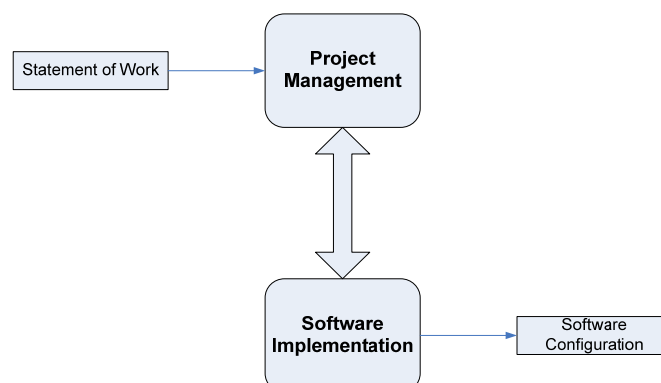 Project
Management
Statement of Work
Software
Implementation
Software
Configuration